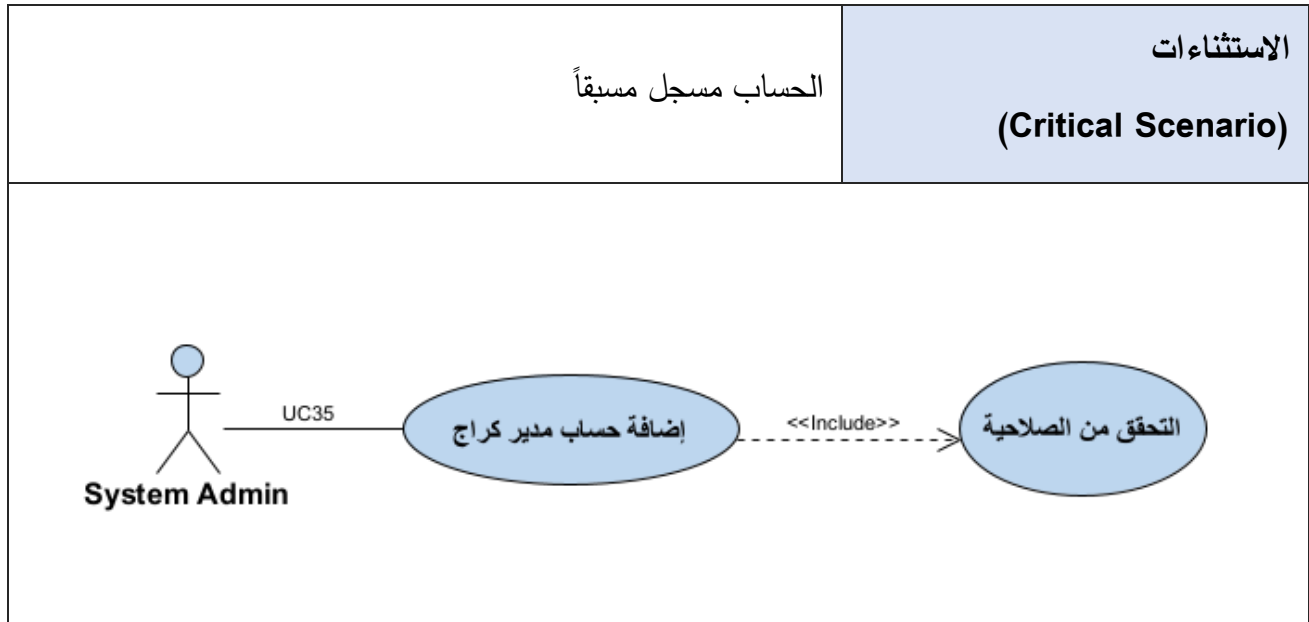 الاستثناءات
(Critical Scenario)
الحساب مسجل مسبقاً
UC35
إضافة حساب مدير كراج
<<Include>>
التحقق من الصلاحية
System Admin